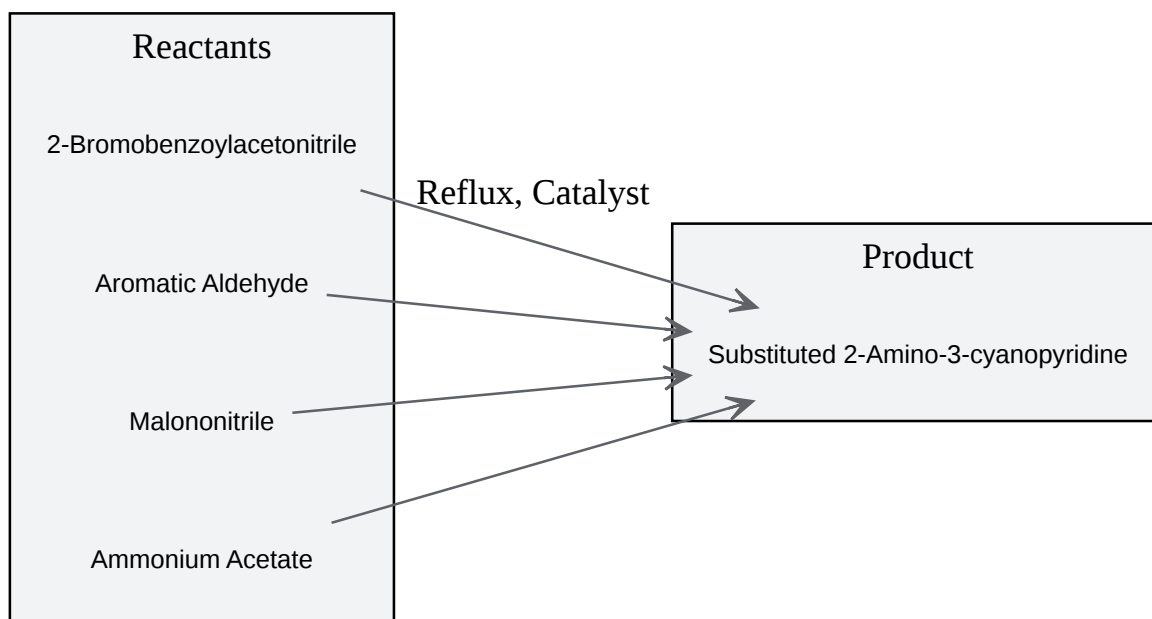 Reactants
2-Bromobenzoylacetonitrile
Aromatic Aldehyde
Malononitrile
Ammonium Acetate
Reflux, Catalyst
Product
Substituted 2-Amino-3-cyanopyridine